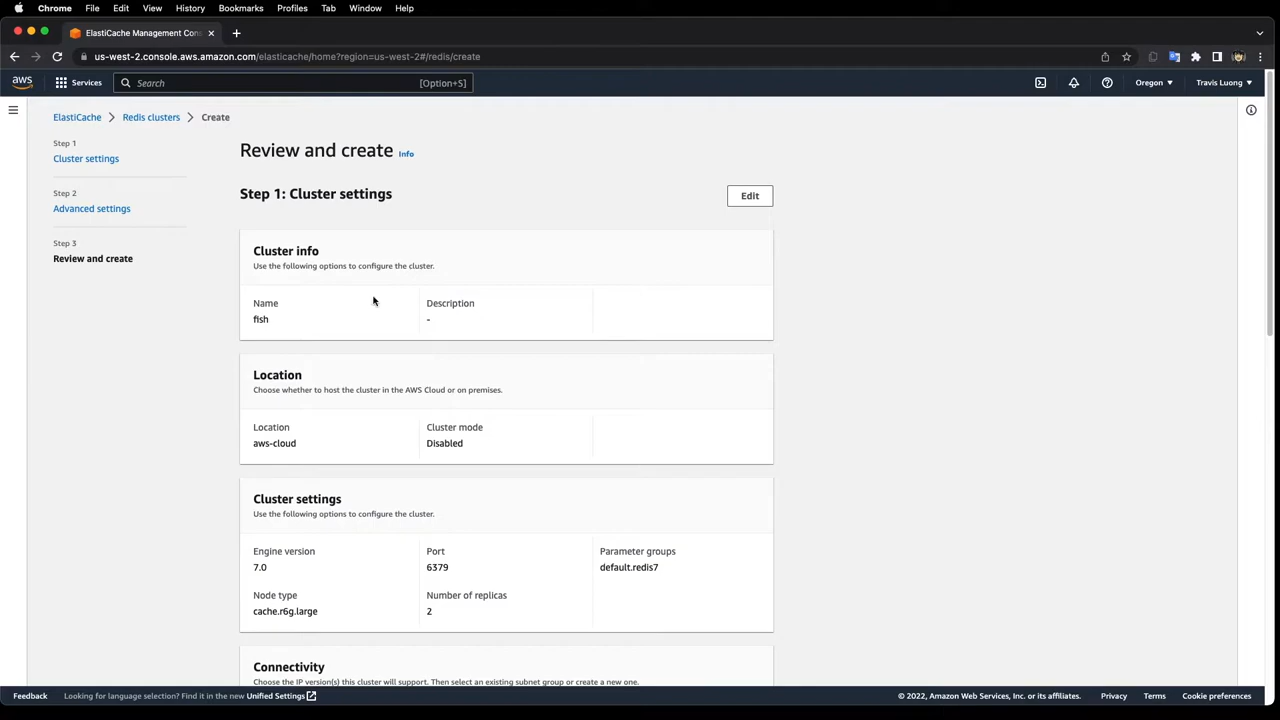 Chrome File Edit View History Bookmarks Profiles Tab Window Help
ElastiCache Management Con
us-west-2.console.aws.amazon.com/elasticache/home?region=us-west-2#/redis/create
aws Services Search [Option+S] Oregon Travis Luong
ElastiCache Redis clusters Create
Step 1
Cluster settings
Step 2
Advanced settings
Step 3
Review and create
Review and create Info
Step 1: Cluster settings Edit
Cluster info
Use the following options to configure the cluster.
Name Description
fish -
Location
Choose whether to host the cluster in the AWS Cloud or on premises.
Location Cluster mode
aws-cloud Disabled
Cluster settings
Use the following options to configure the cluster.
Engine version Port Parameter groups
7.0 6379 default.redis7
Node type Number of replicas
cache.r6g.large 2
Connectivity
Choose the IP version(s) this cluster will support. Then select an existing subnet group or create a new one.
Feedback Looking for language selection? Find it in the new Unified Settings © 2022, Amazon Web Services, Inc. or its affiliates. Privacy Terms Cookie preferences